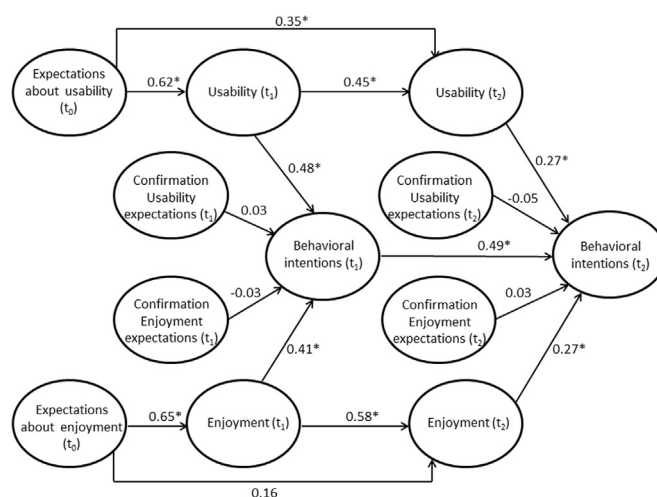 0.35*
Expectations
about usability
(t0)
0.62*
Usability (t1)
0.45*
Usability (t2)
0.48*
0.27*
Confirmation
Usability
expectations (t1)
0.03
Confirmation
Usability
expectations (t2)
-0.05
Behavioral
intentions (t1)
0.49*
Behavioral
intentions (t2)
Confirmation
Enjoyment
expectations (t1)
-0.03
Confirmation
Enjoyment
expectations (t2)
0.03
0.41*
0.27*
Expectations
about enjoyment
(t0)
0.65*
Enjoyment (t1)
0.58*
Enjoyment (t2)
0.16